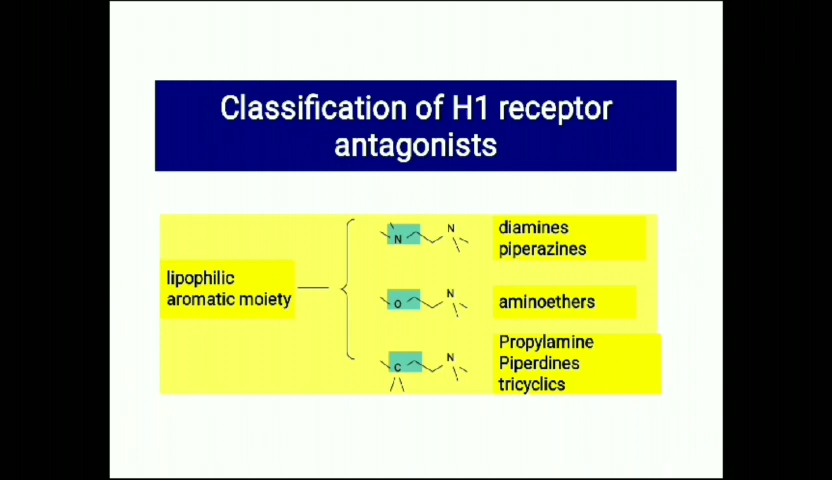 Classification of H1 receptor
antagonists
lipophilic
aromatic moiety
N
N
diamines
piperazines
O
N
aminoethers
C
N
Propylamine
Piperdines
tricyclics